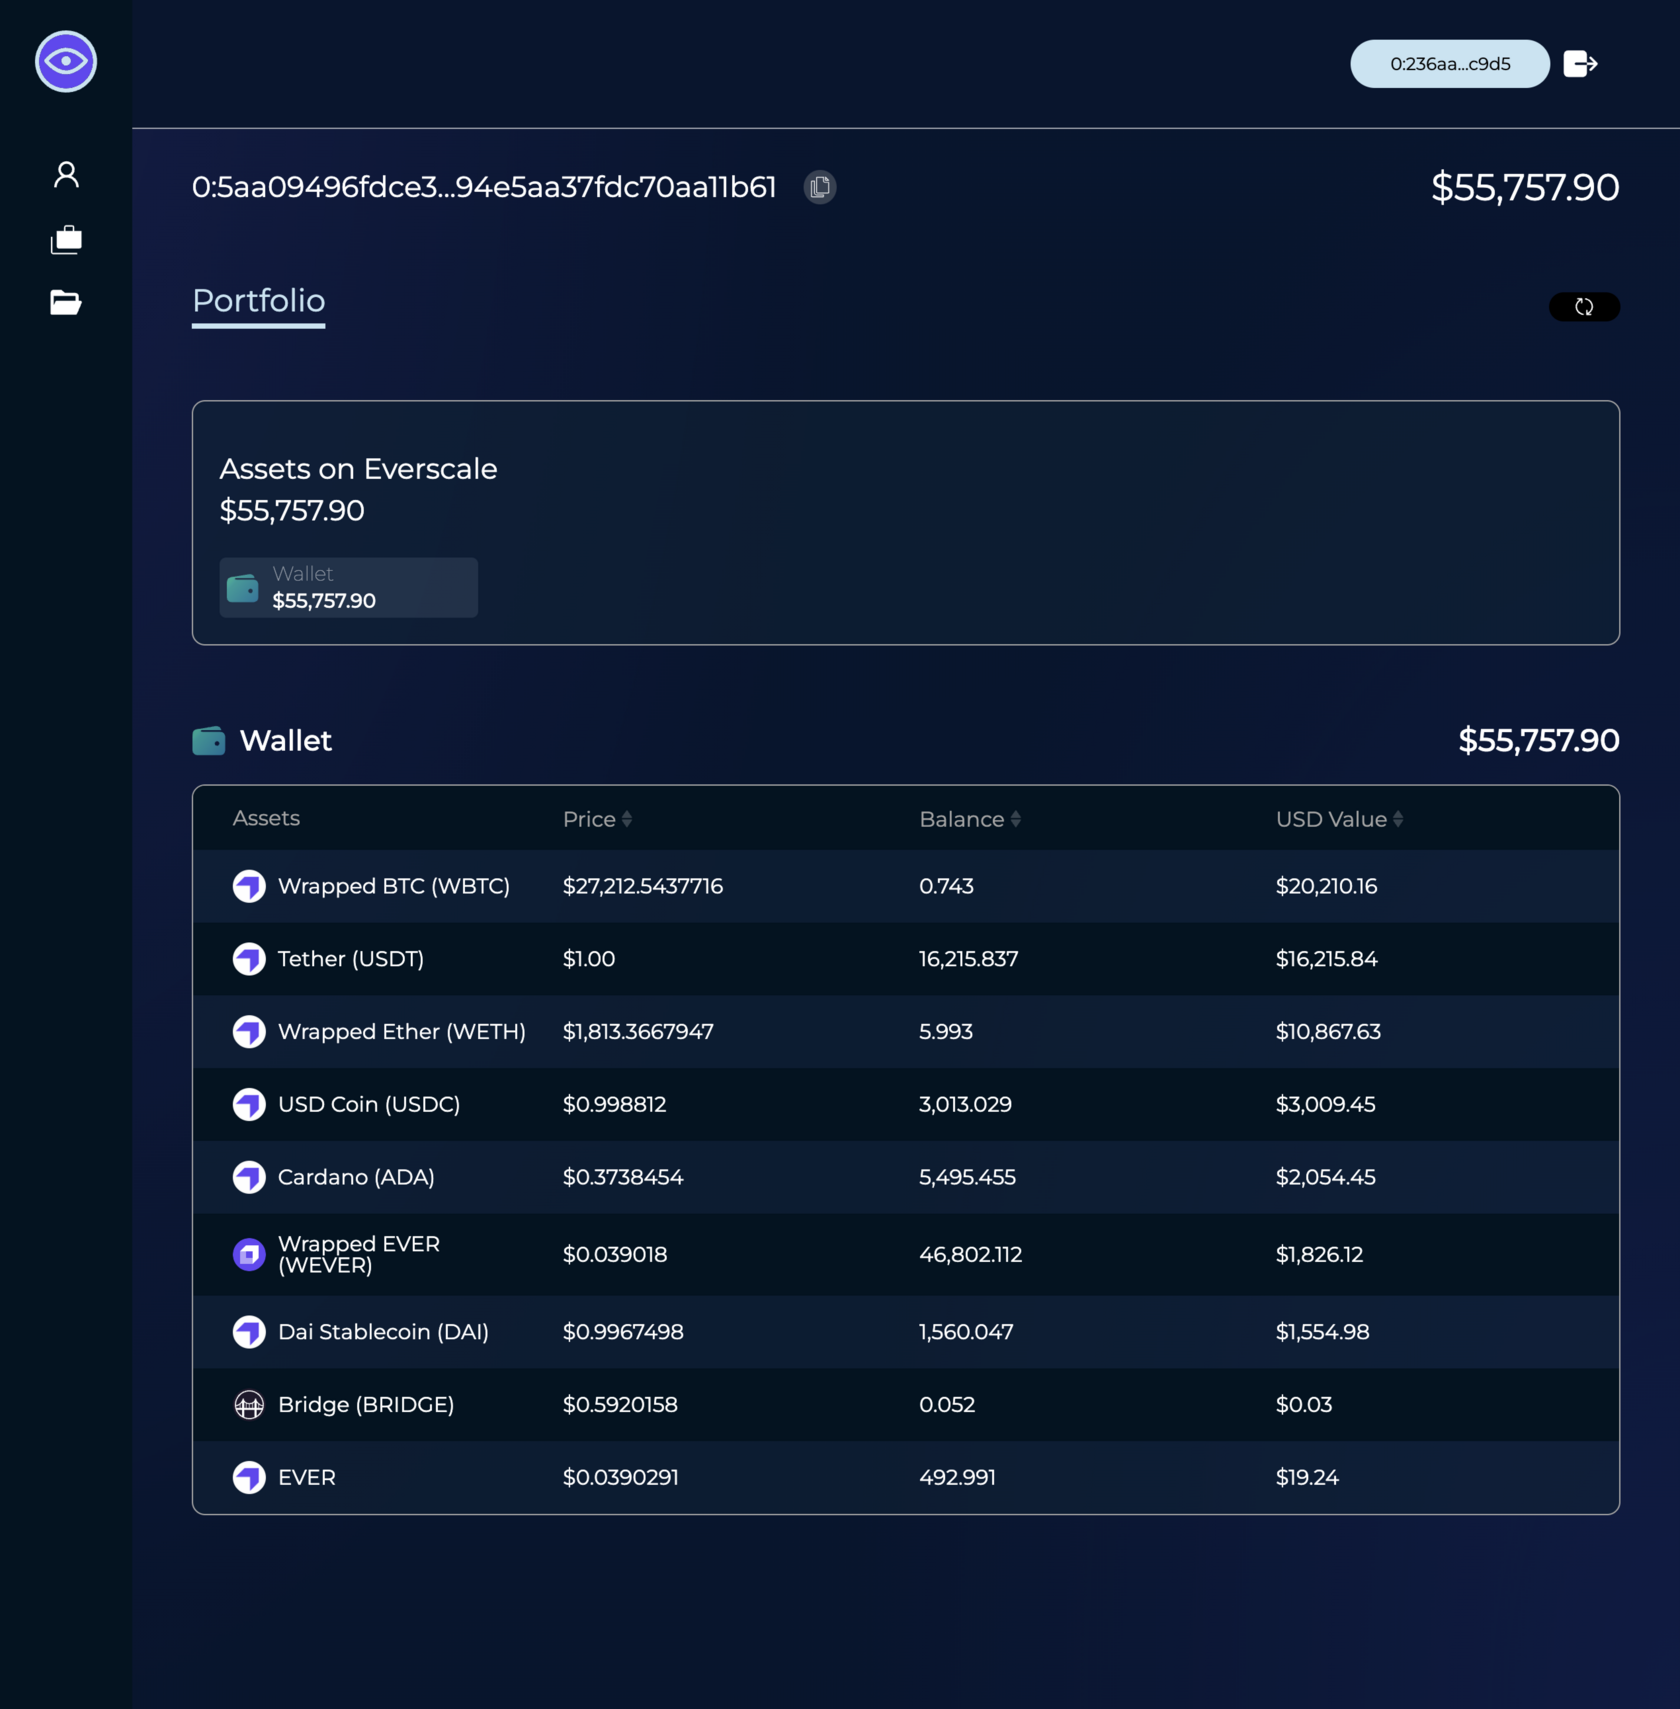 0:236aa...c9d5
0:5aa09496fdce3...94e5aa37fdc70aa11b61
$55,757.90
Portfolio
Assets on Everscale
$55,757.90
Wallet
$55,757.90
Wallet
$55,757.90
Assets Price Balance USD Value
Wrapped BTC (WBTC) $27,212.5437716 0.743 $20,210.16
Tether (USDT) $1.00 16,215.837 $16,215.84
Wrapped Ether (WETH) $1,813.3667947 5.993 $10,867.63
USD Coin (USDC) $0.998812 3,013.029 $3,009.45
Cardano (ADA) $0.3738454 5,495.455 $2,054.45
Wrapped EVER
(WEVER) $0.039018 46,802.112 $1,826.12
Dai Stablecoin (DAI) $0.9967498 1,560.047 $1,554.98
Bridge (BRIDGE) $0.5920158 0.052 $0.03
EVER $0.0390291 492.991 $19.24